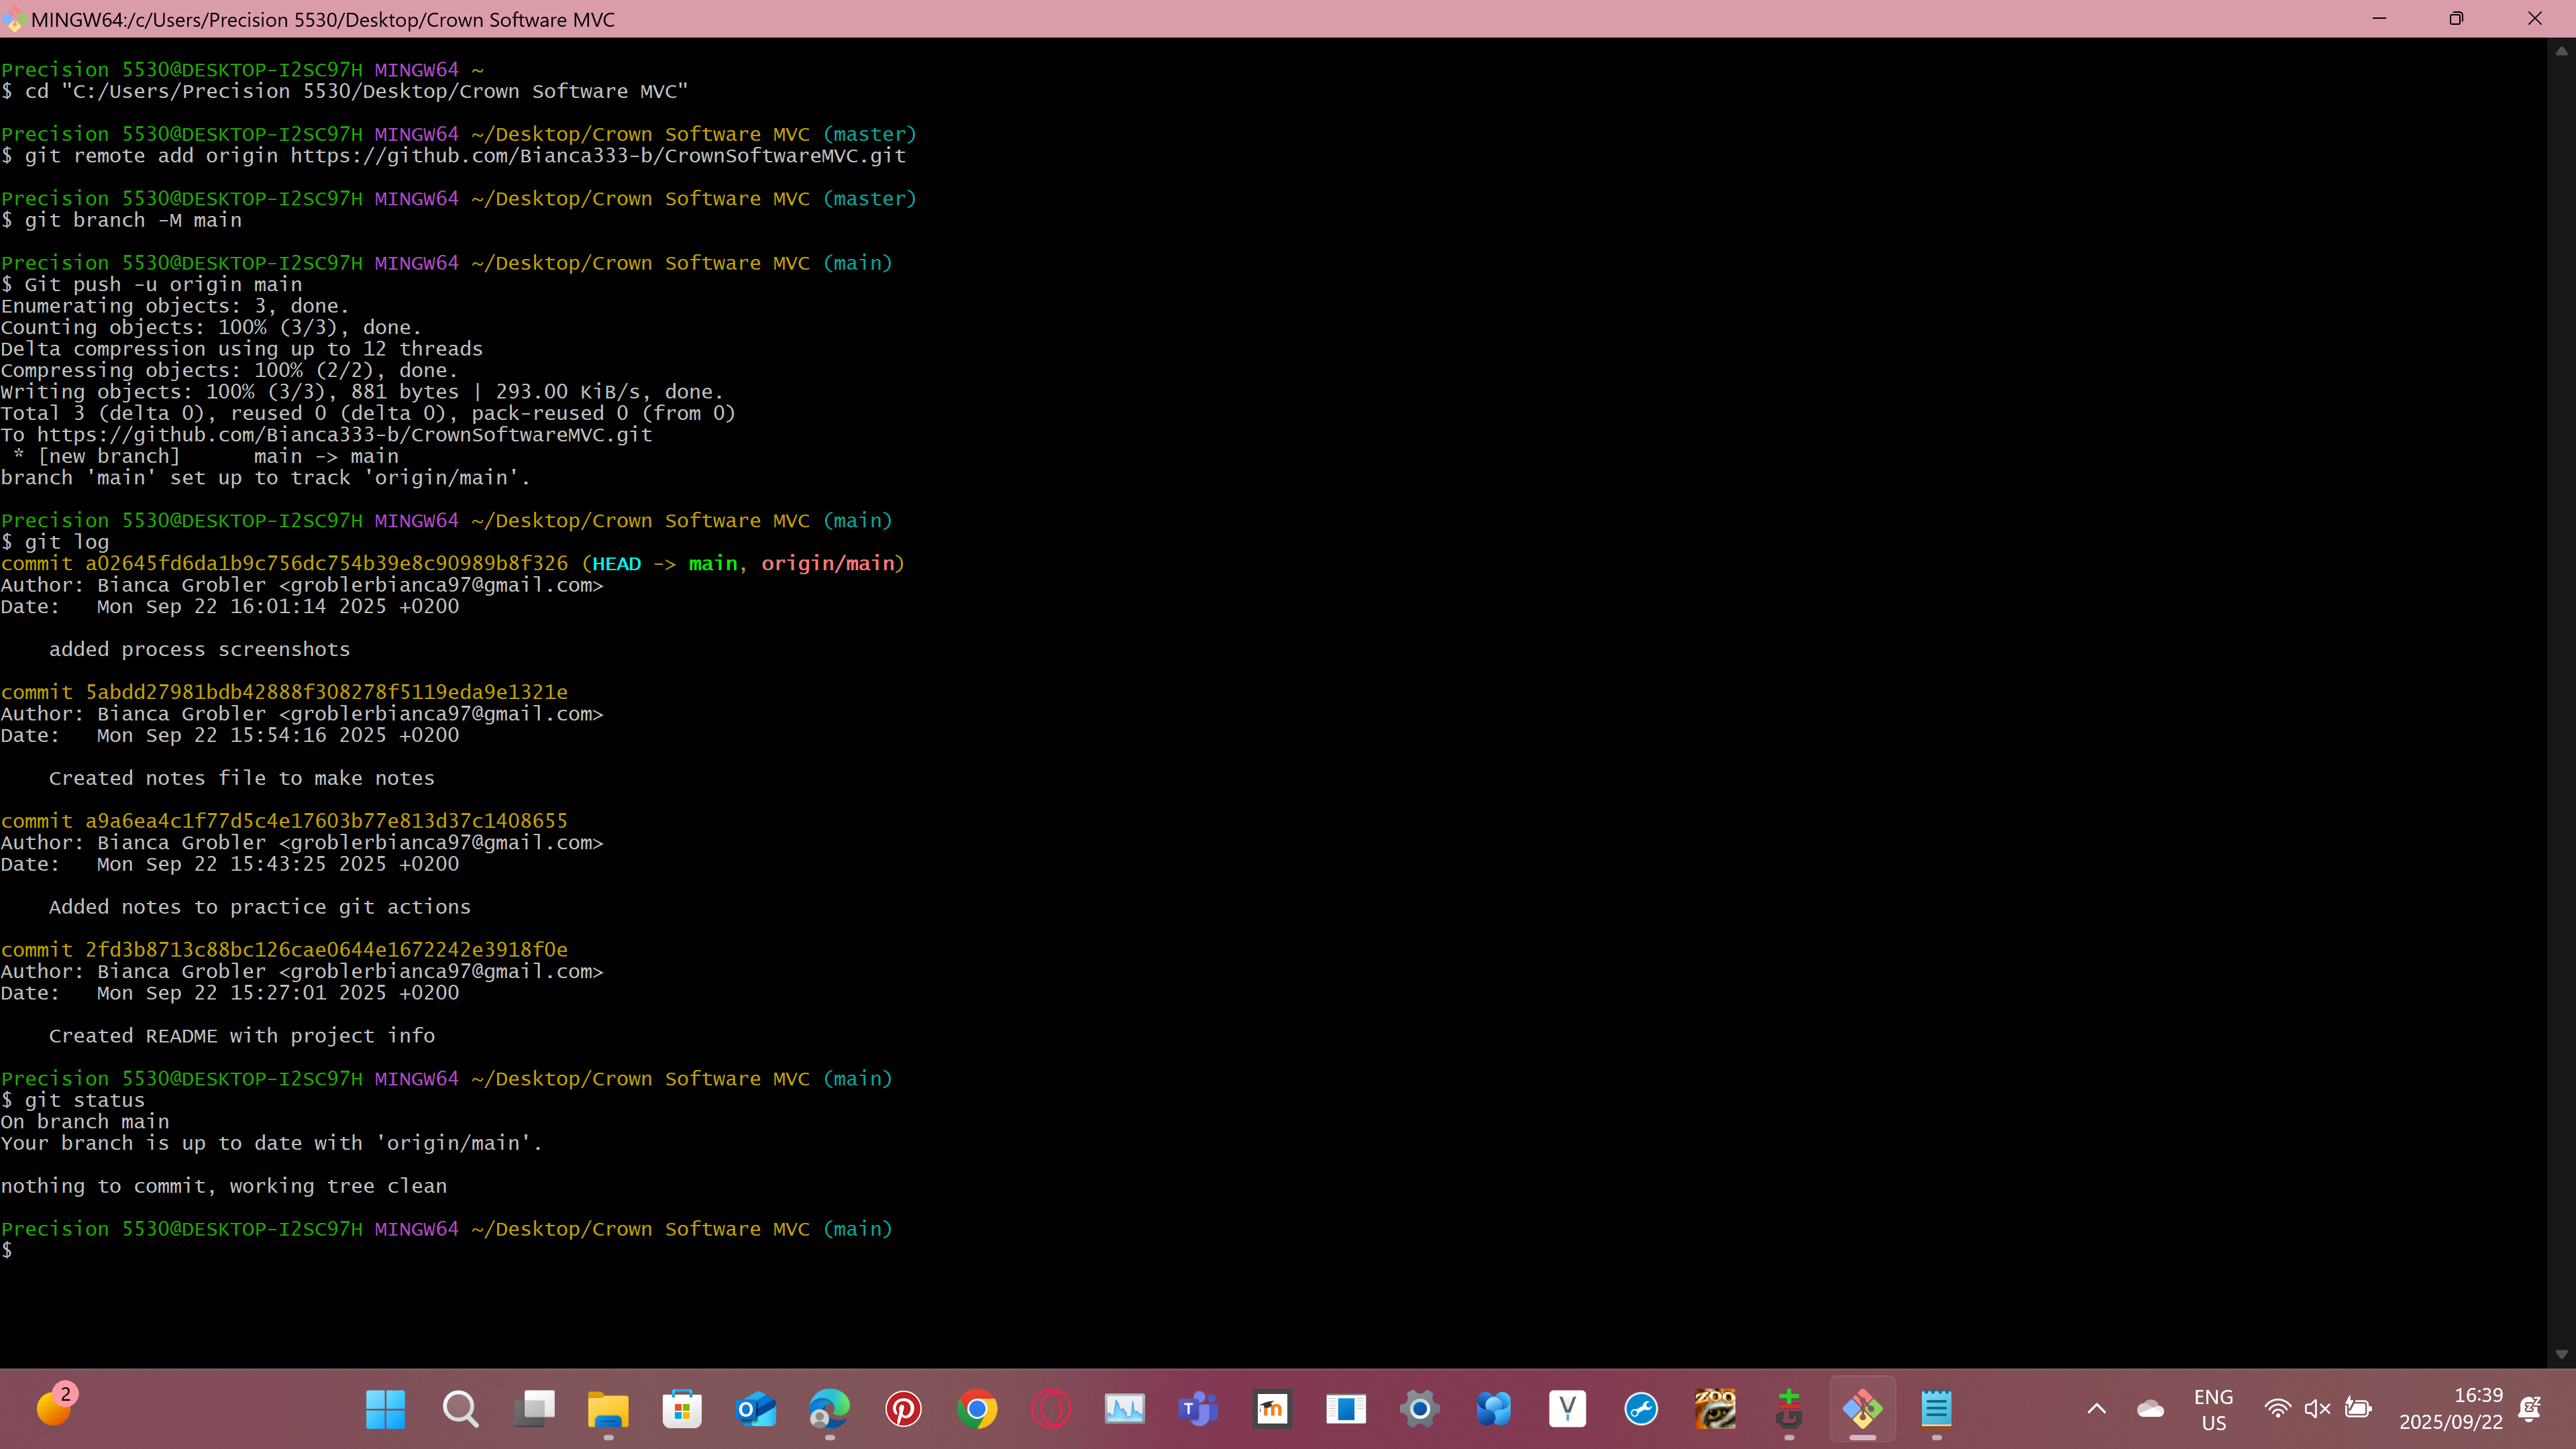 MINGW64:/c/Users/Precision 5530/Desktop/Crown Software MVC
Precision 5530@DESKTOP-I2SC97H MINGW64 ~
$ cd "C:/Users/Precision 5530/Desktop/Crown Software MVC"
Precision 5530@DESKTOP-I2SC97H MINGW64 ~/Desktop/Crown Software MVC (master)
$ git remote add origin https://github.com/Bianca333-b/CrownSoftwareMVC.git
Precision 5530@DESKTOP-I2SC97H MINGW64 ~/Desktop/Crown Software MVC (master)
$ git branch -M main
Precision 5530@DESKTOP-I2SC97H MINGW64 ~/Desktop/Crown Software MVC (main)
$ Git push -u origin main
Enumerating objects: 3, done.
Counting objects: 100% (3/3), done.
Delta compression using up to 12 threads
Compressing objects: 100% (2/2), done.
Writing objects: 100% (3/3), 881 bytes | 293.00 KiB/s, done.
Total 3 (delta 0), reused 0 (delta 0), pack-reused 0 (from 0)
To https://github.com/Bianca333-b/CrownSoftwareMVC.git
 * [new branch]      main -> main
branch 'main' set up to track 'origin/main'.
Precision 5530@DESKTOP-I2SC97H MINGW64 ~/Desktop/Crown Software MVC (main)
$ git log
commit a02645fd6da1b9c756dc754b39e8c90989b8f326 (HEAD -> main, origin/main)
Author: Bianca Grobler <groblerbianca97@gmail.com>
Date:   Mon Sep 22 16:01:14 2025 +0200
    added process screenshots
commit 5abdd27981bdb42888f308278f5119eda9e1321e
Author: Bianca Grobler <groblerbianca97@gmail.com>
Date:   Mon Sep 22 15:54:16 2025 +0200
    Created notes file to make notes
commit a9a6ea4c1f77d5c4e17603b77e813d37c1408655
Author: Bianca Grobler <groblerbianca97@gmail.com>
Date:   Mon Sep 22 15:43:25 2025 +0200
    Added notes to practice git actions
commit 2fd3b8713c88bc126cae0644e1672242e3918f0e
Author: Bianca Grobler <groblerbianca97@gmail.com>
Date:   Mon Sep 22 15:27:01 2025 +0200
    Created README with project info
Precision 5530@DESKTOP-I2SC97H MINGW64 ~/Desktop/Crown Software MVC (main)
$ git status
On branch main
Your branch is up to date with 'origin/main'.
nothing to commit, working tree clean
Precision 5530@DESKTOP-I2SC97H MINGW64 ~/Desktop/Crown Software MVC (main)
$
2
ZOO
ENG
US
16:39
2025/09/22